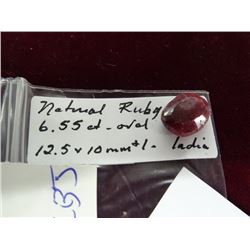 Natural Ruby
6.55 ct - oval
12.5 x 10 mm +/- India